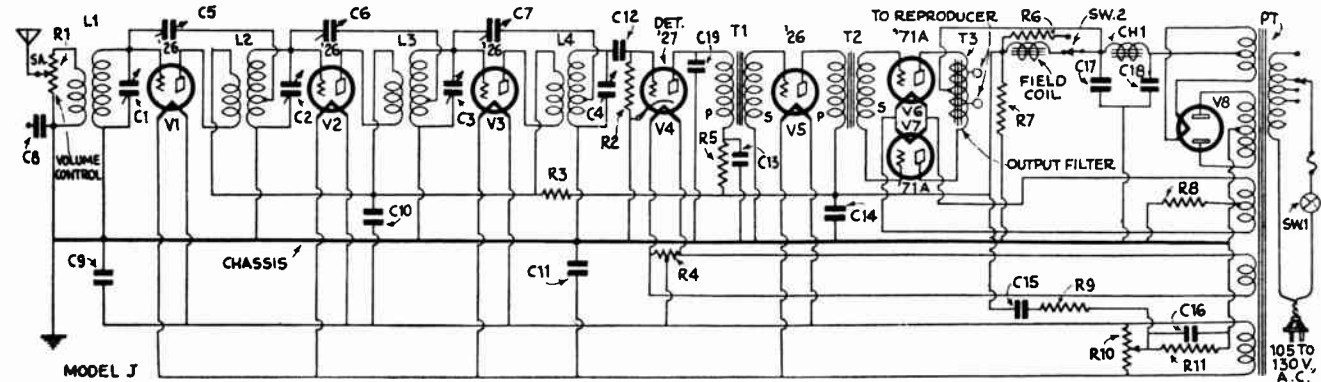 L1
C5
C6
C7
C12
DET.
TO REPRODUCER
R6
SW.2
CH1
PT.
R1
'26
L2
'26
L3
'26
L4
'27
C19
T1
'26
T2
'71A
T3
SA.
C1
C2
C3
C4
R2
FIELD COIL
C17
C18
V8
V1
V2
V3
V4
R5
P
S
V5
P
S
V6
V7
R7
C8
VOLUME CONTROL
C13
'71A
OUTPUT FILTER
R3
R8
SW.1
C10
C14
C9
CHASSIS
C11
R4
C15
R9
C16
R10
R11
MODEL J
105 TO 130 V., A.C.